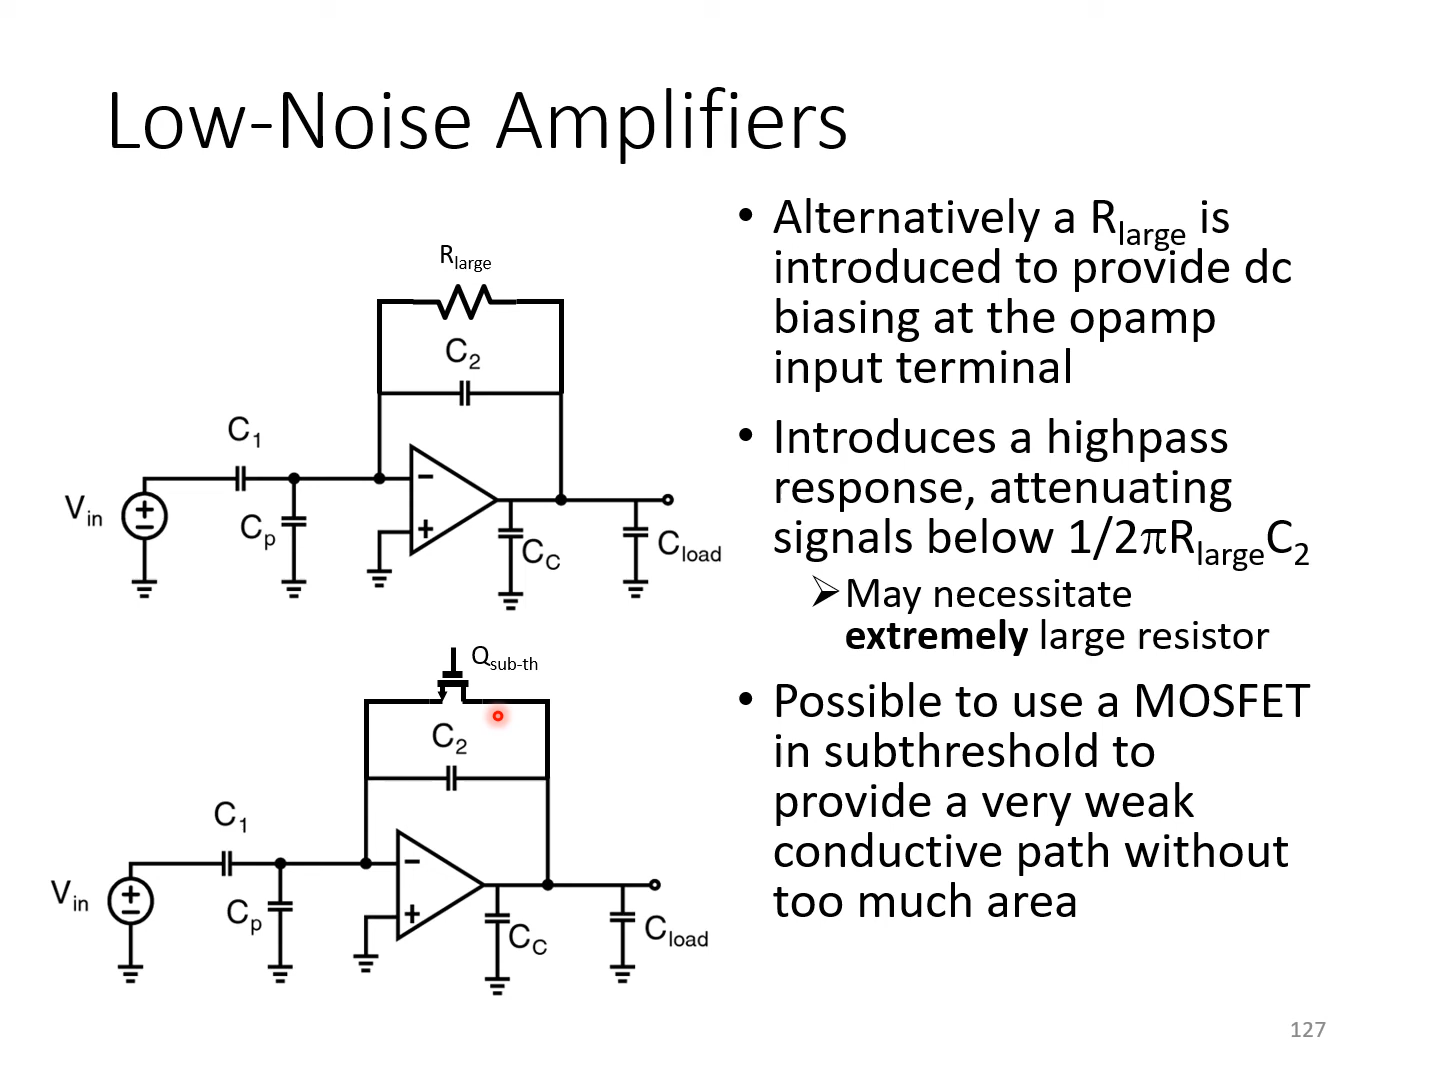 Low-Noise Amplifiers
• Alternatively a Rlarge is
introduced to provide dc
biasing at the opamp
input terminal
• Introduces a highpass
response, attenuating
signals below 1/2πRlargeC2
➢May necessitate
extremely large resistor
• Possible to use a MOSFET
in subthreshold to
provide a very weak
conductive path without
too much area
Rlarge
C2
C1
Vin
+
−
Cp
−
+
CC
Cload
Qsub-th
C2
C1
Vin
+
−
Cp
−
+
CC
Cload
127